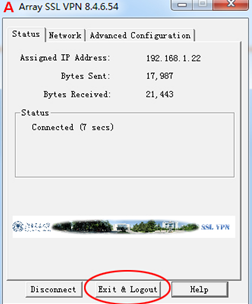 Array SSL VPN 8.4.6.54
Status Network Advanced Configuration
Assigned IP Address: 192.168.1.22
Bytes Sent: 17,987
Bytes Received: 21,443
Status
Connected (7 secs)
SSL VPN
Disconnect Exit & Logout Help